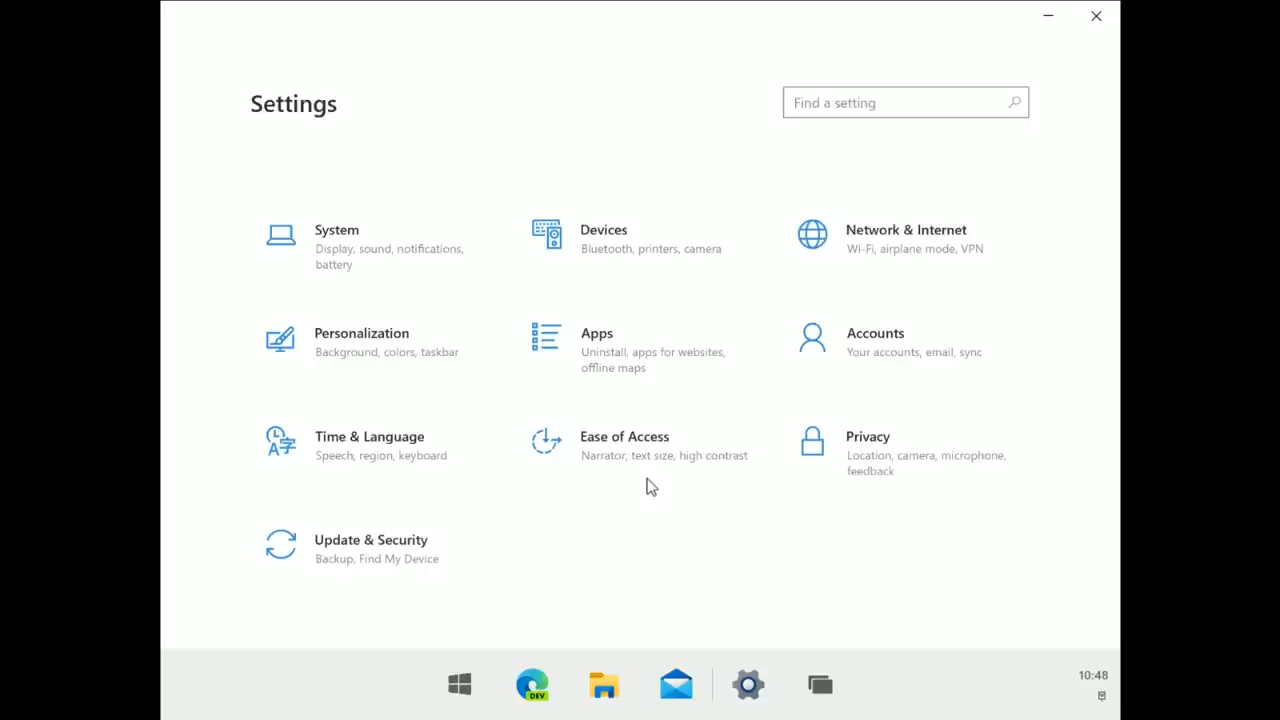 Settings
Find a setting
System
Display, sound, notifications,
battery
Devices
Bluetooth, printers, camera
Network & Internet
Wi-Fi, airplane mode, VPN
Personalization
Background, colors, taskbar
Apps
Uninstall, apps for websites,
offline maps
Accounts
Your accounts, email, sync
Time & Language
Speech, region, keyboard
Ease of Access
Narrator, text size, high contrast
Privacy
Location, camera, microphone,
feedback
Update & Security
Backup, Find My Device
DEV
10:48